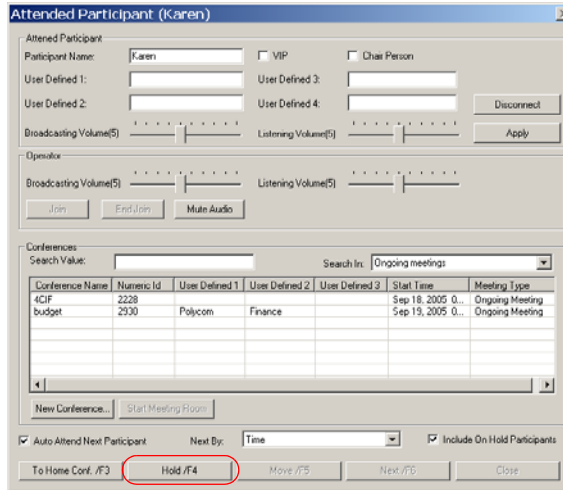 Attended Participant (Karen)
Attened Participant
Participant Name: Karen VIP Chair Person
User Defined 1: User Defined 3:
User Defined 2: User Defined 4: Disconnect
Broadcasting Volume(5) Listening Volume(5) Apply
Operator
Broadcasting Volume(5) Listening Volume(5)
Join End Join Mute Audio
Conferences
Search Value: Search In: Ongoing meetings
Conference Name Numeric Id User Defined 1 User Defined 2 User Defined 3 Start Time Meeting Type
4CIF 2228 Sep 18, 2005 0... Ongoing Meeting
budget 2930 Polycom Finance Sep 19, 2005 0... Ongoing Meeting
New Conference... Start Meeting Room
Auto Attend Next Participant Next By: Time Include On Hold Participants
To Home Conf. /F3 Hold /F4 Move /F5 Next /F6 Close